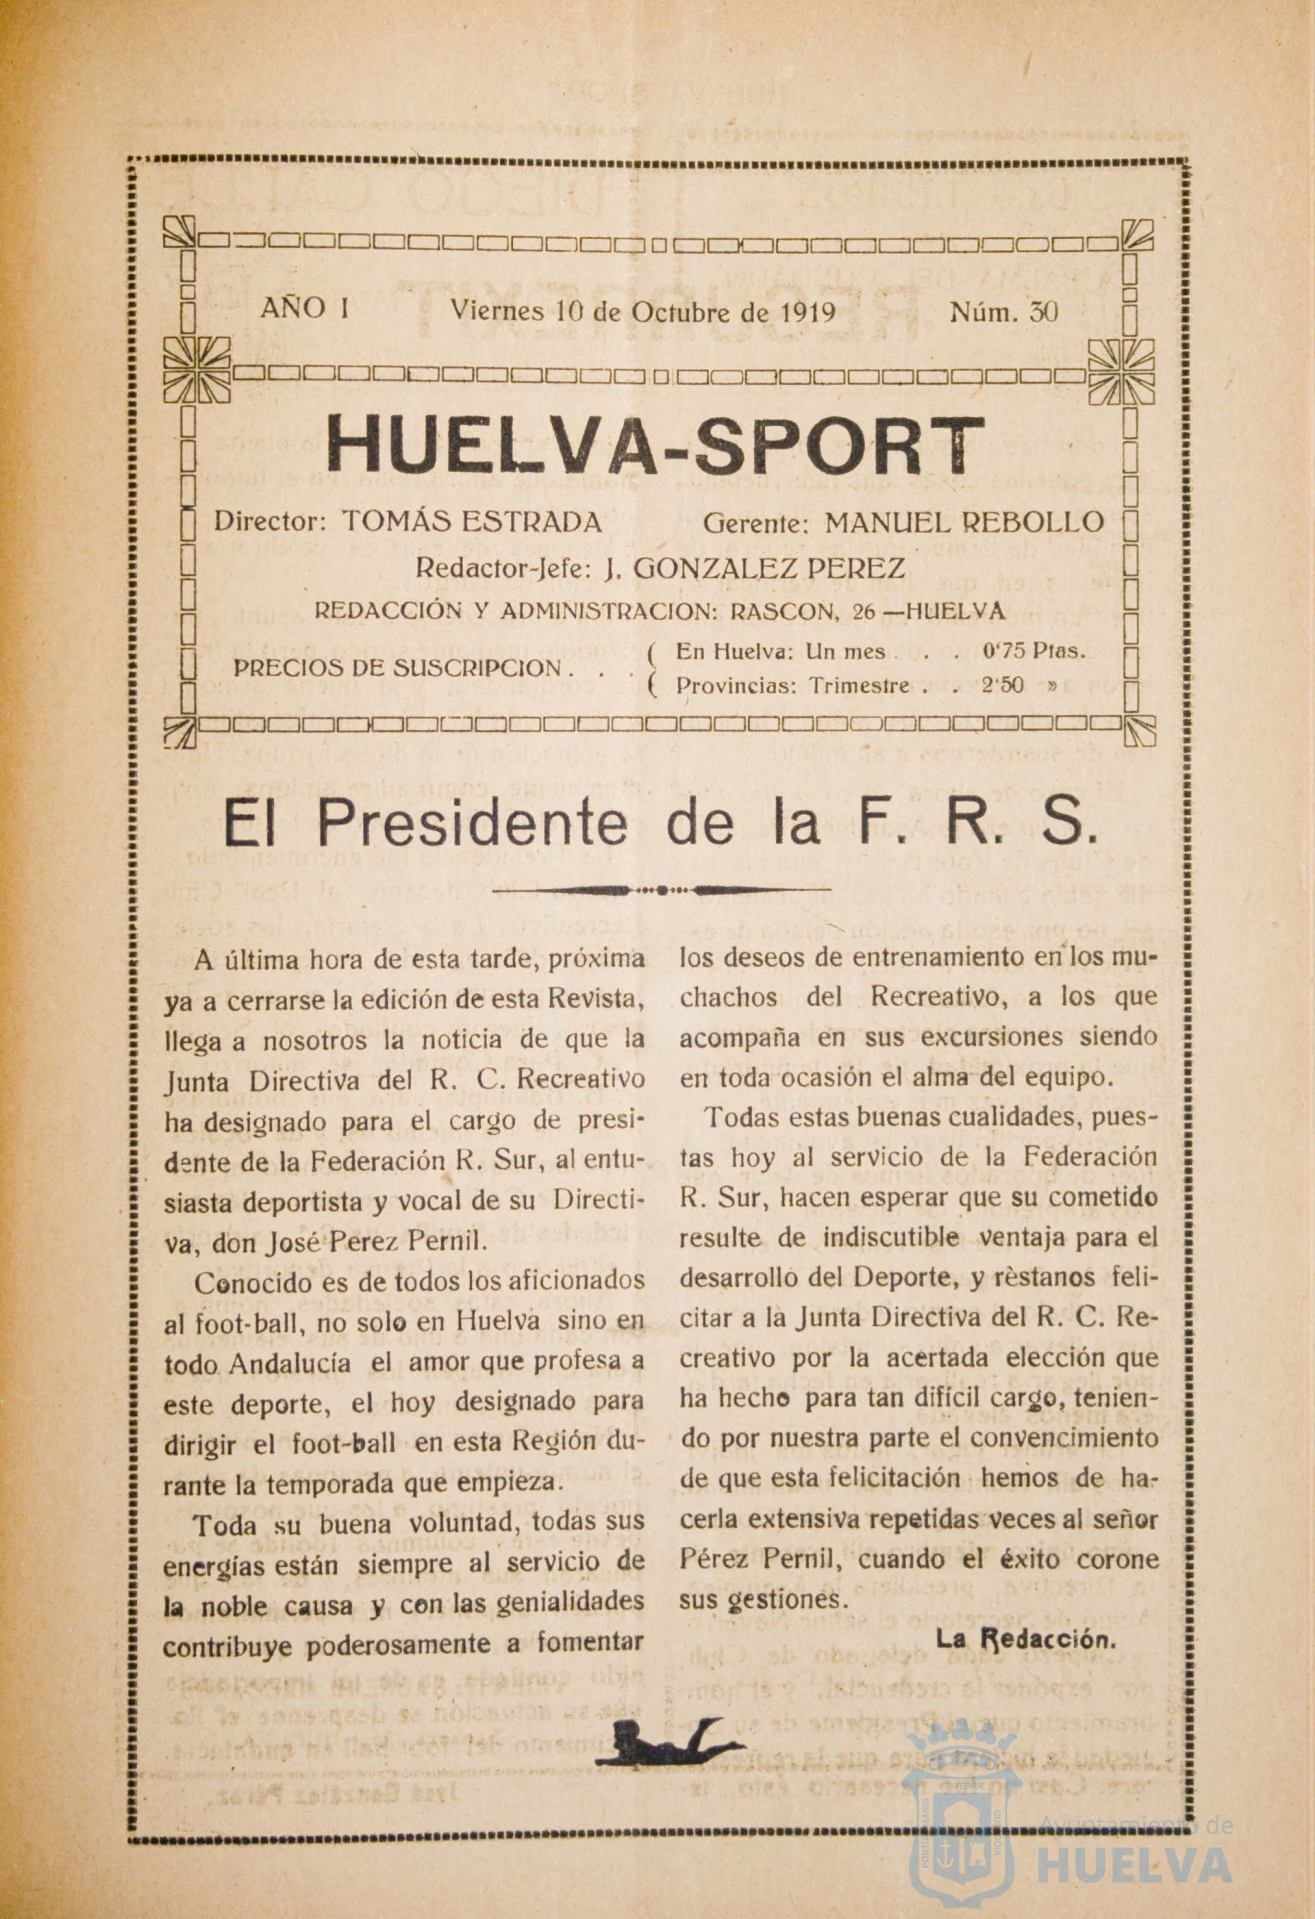 AÑO I Viernes 10 de Octubre de 1919 Núm. 30
HUELVA-SPORT
Director: TOMÁS ESTRADA Gerente: MANUEL REBOLLO
Redactor-Jefe: J. GONZALEZ PEREZ
REDACCIÓN Y ADMINISTRACION: RASCON, 26 —HUELVA
PRECIOS DE SUSCRIPCION . . .
( En Huelva: Un mes . . . 0'75 Ptas.
( Provincias: Trimestre . . 2'50 »
El Presidente de la F. R. S.
A última hora de esta tarde, próxima
ya a cerrarse la edición de esta Revista,
llega a nosotros la noticia de que la
Junta Directiva del R. C. Recreativo
ha designado para el cargo de presi-
dente de la Federación R. Sur, al entu-
siasta deportista y vocal de su Directi-
va, don José Perez Pernil.
Conocido es de todos los aficionados
al foot-ball, no solo en Huelva sino en
todo Andalucía el amor que profesa a
este deporte, el hoy designado para
dirigir el foot-ball en esta Región du-
rante la temporada que empieza.
Toda su buena voluntad, todas sus
energías están siempre al servicio de
la noble causa y con las genialidades
contribuye poderosamente a fomentar
los deseos de entrenamiento en los mu-
chachos del Recreativo, a los que
acompaña en sus excursiones siendo
en toda ocasión el alma del equipo.
Todas estas buenas cualidades, pues-
tas hoy al servicio de la Federación
R. Sur, hacen esperar que su cometido
resulte de indiscutible ventaja para el
desarrollo del Deporte, y rèstanos feli-
citar a la Junta Directiva del R. C. Re-
creativo por la acertada elección que
ha hecho para tan difícil cargo, tenien-
do por nuestra parte el convencimiento
de que esta felicitación hemos de ha-
cerla extensiva repetidas veces al señor
Pérez Pernil, cuando el éxito corone
sus gestiones.
La Redacción.
Ayuntamiento de
HUELVA